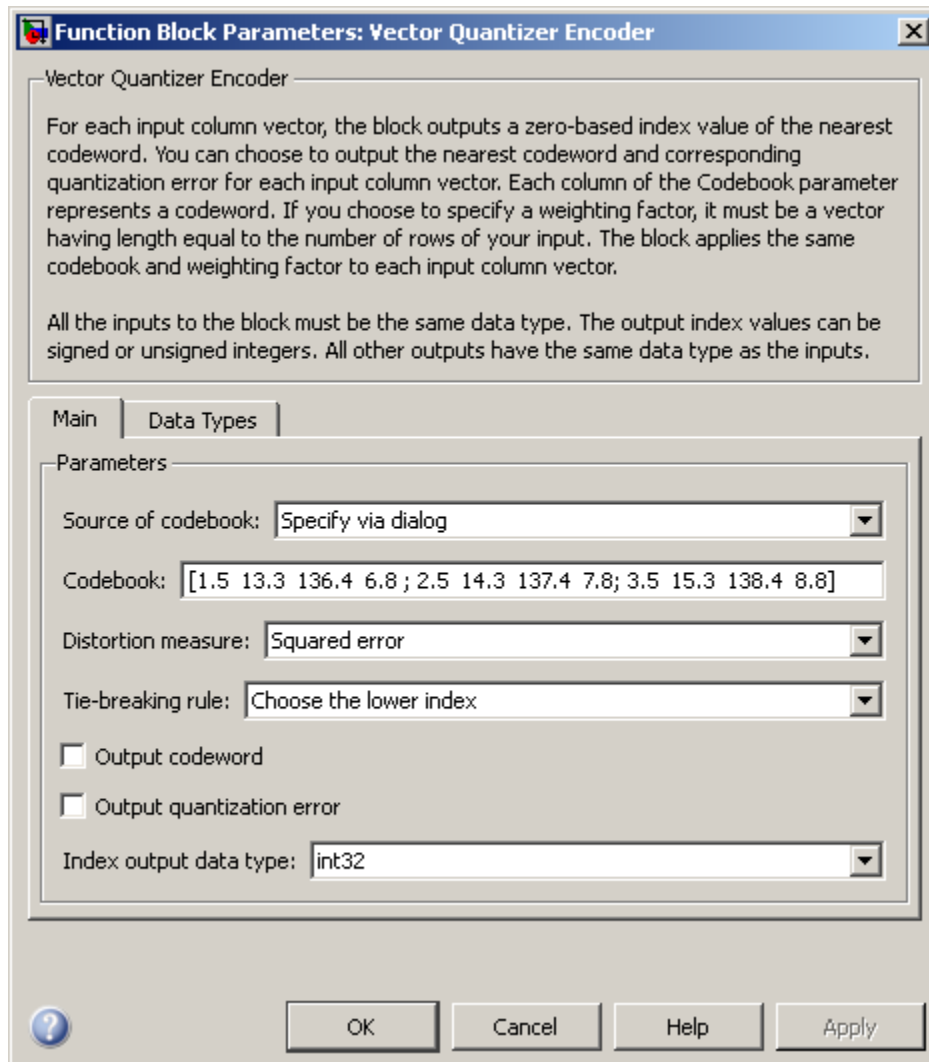 Function Block Parameters: Vector Quantizer Encoder
Vector Quantizer Encoder
For each input column vector, the block outputs a zero-based index value of the nearest
codeword. You can choose to output the nearest codeword and corresponding
quantization error for each input column vector. Each column of the Codebook parameter
represents a codeword. If you choose to specify a weighting factor, it must be a vector
having length equal to the number of rows of your input. The block applies the same
codebook and weighting factor to each input column vector.
All the inputs to the block must be the same data type. The output index values can be
signed or unsigned integers. All other outputs have the same data type as the inputs.
Main Data Types
Parameters
Source of codebook: Specify via dialog
Codebook: [1.5 13.3 136.4 6.8 ; 2.5 14.3 137.4 7.8; 3.5 15.3 138.4 8.8]
Distortion measure: Squared error
Tie-breaking rule: Choose the lower index
Output codeword
Output quantization error
Index output data type: int32
? OK Cancel Help Apply